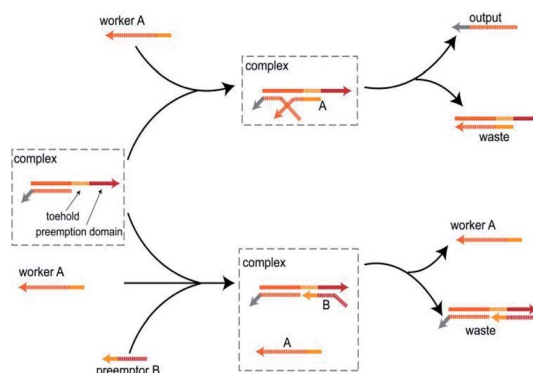 worker A
output
complex
A
waste
complex
toehold
preemption domain
worker A
complex
worker A
B
A
waste
preemptor B